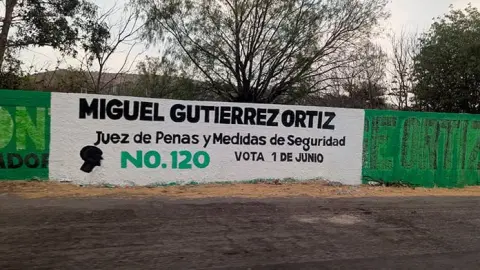 MIGUEL GUTIERREZ ORTIZ
Juez de Penas y Medidas de Seguridad
NO. 120 VOTA 1 DE JUNIO